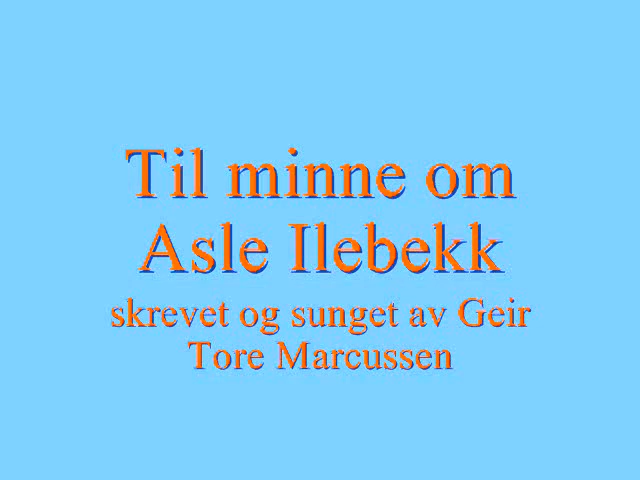 Til minne om
Asle Ilebekk
skrevet og sunget av Geir
Tore Marcussen